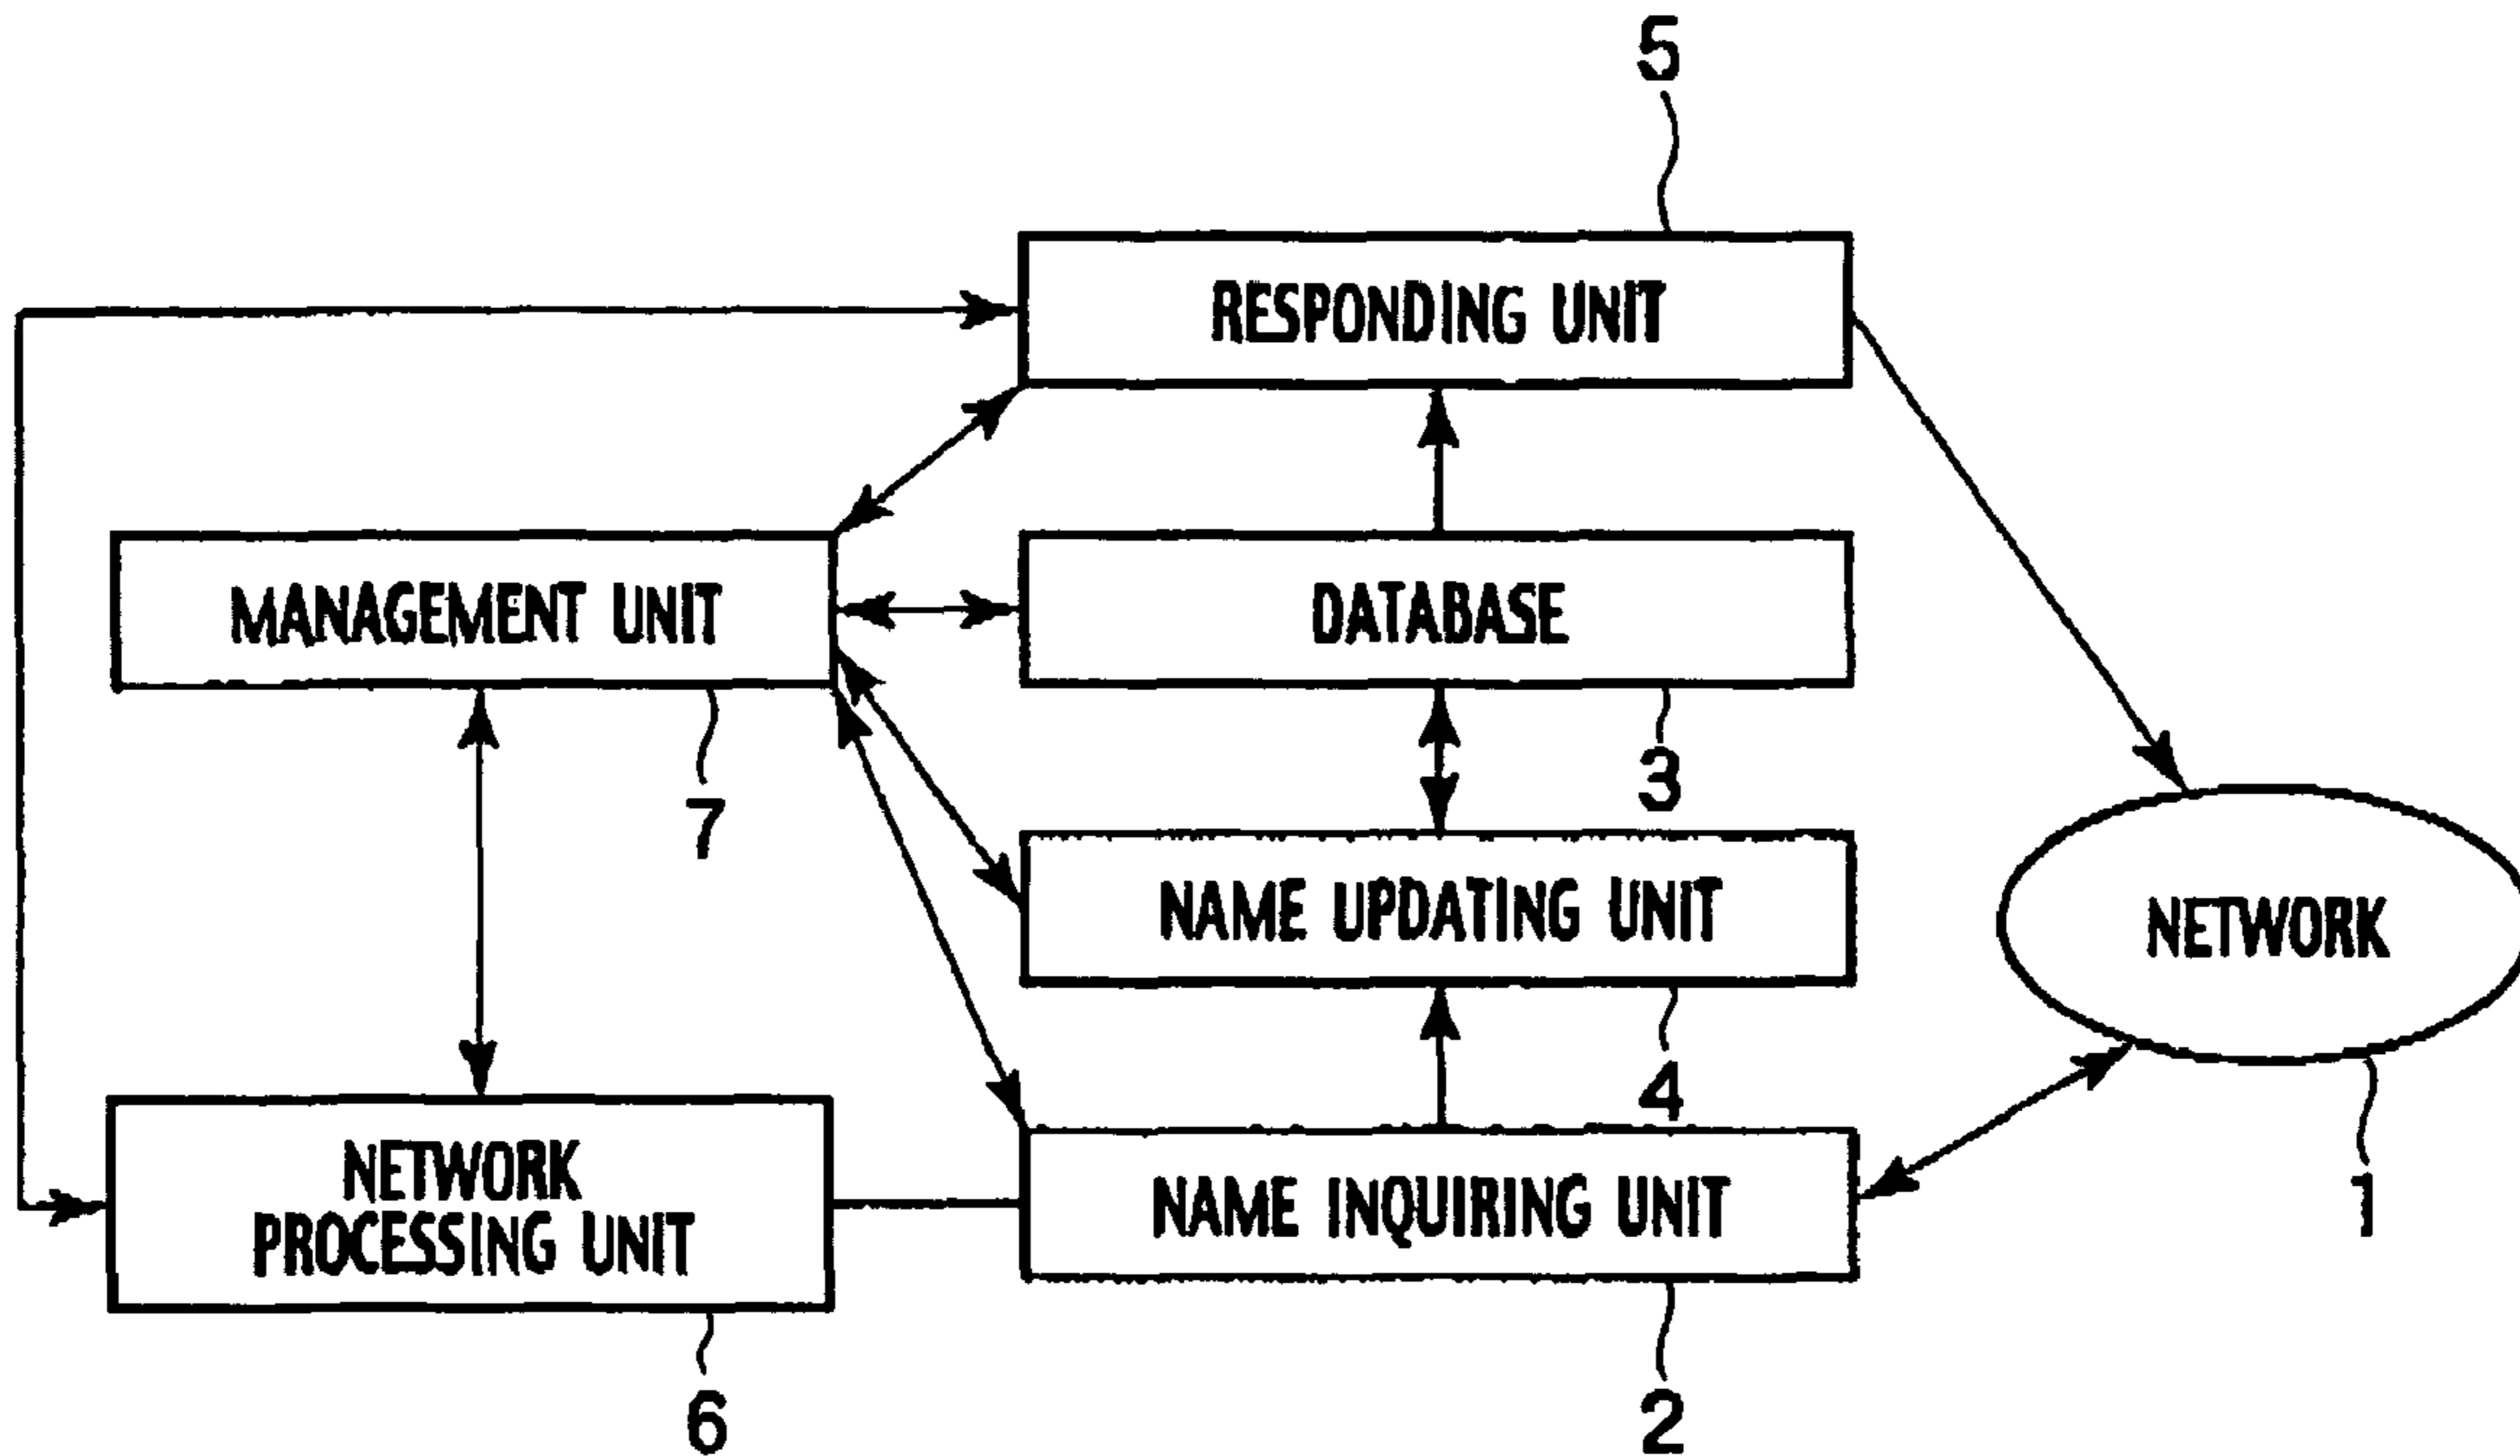 5
RESPONDING UNIT
MANAGEMENT UNIT
DATABASE
7
3
NAME UPDATING UNIT
NETWORK
4
1
NETWORK
PROCESSING UNIT
NAME INQUIRING UNIT
6
2